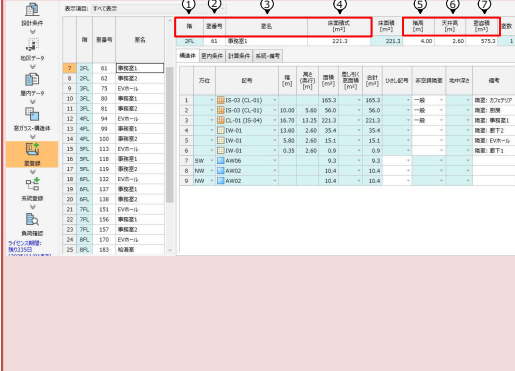 表示項目: すべて表示
① ② ③ ④ ⑤ ⑥ ⑦
設計条件
地区データ
屋内データ
窓ガラス・構造体
室登録
系統登録
負荷確認
ライセンス期間:
残り235日
階 室番号 室名
7 2FL 61 事務室1
8 2FL 62 事務室2
9 3FL 75 EVホール
10 3FL 80 事務室1
11 3FL 81 事務室2
12 4FL 94 EVホール
13 4FL 99 事務室1
14 4FL 100 事務室2
15 5FL 113 EVホール
16 5FL 118 事務室1
17 5FL 119 事務室2
18 6FL 132 EVホール
19 6FL 137 事務室1
20 6FL 138 事務室2
21 7FL 151 EVホール
22 7FL 156 事務室1
23 7FL 157 事務室2
24 8FL 170 EVホール
25 8FL 183 給湯室
階 室番号 室名 床面積式 [m²] 床面積 [m²] 階高 [m] 天井高 [m] 室容積 [m³] 室数
2FL 61 事務室1 221.3 221.3 4.00 2.60 575.3 1
構造体 室内条件 計算条件 系統・備考
方位 記号 幅 [m] 高さ (奥行) [m] 面積 [m²] 差し引く 窓面積 [m²] 合計 [m²] ひさし記号 非空調隣室 地中深さ 備考
1 IS-03 (CL-01) 165.3 165.3 一般 隣室: カフェテリア
2 IS-03 (CL-01) 10.00 5.60 56.0 56.0 一般 隣室: 厨房
3 CL-01 (IS-04) 16.70 13.25 221.3 221.3 一般 隣室: 事務室1
4 IW-01 13.60 2.60 35.4 35.4 隣室: 廊下2
5 IW-01 5.80 2.60 15.1 15.1 隣室: EVホール
6 IW-01 0.35 2.60 0.9 0.9 隣室: 廊下1
7 SW AW06 9.3 9.3
8 NW AW02 10.4 10.4
9 NW AW02 10.4 10.4